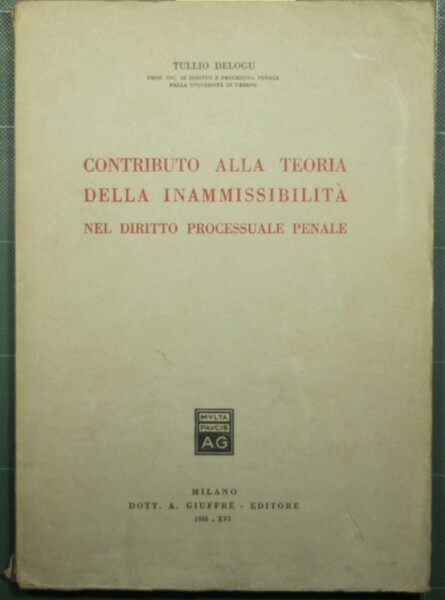 TULLIO DELOGU
PROF. INC. DI DIRITTO E PROCEDURA PENALE
NELLA UNIVERSITÀ DI URBINO
CONTRIBUTO ALLA TEORIA
DELLA INAMMISSIBILITÀ
NEL DIRITTO PROCESSUALE PENALE
MVLTA
PAVCIS
AG
MILANO
DOTT. A. GIUFFRÈ - EDITORE
1938 - XVI